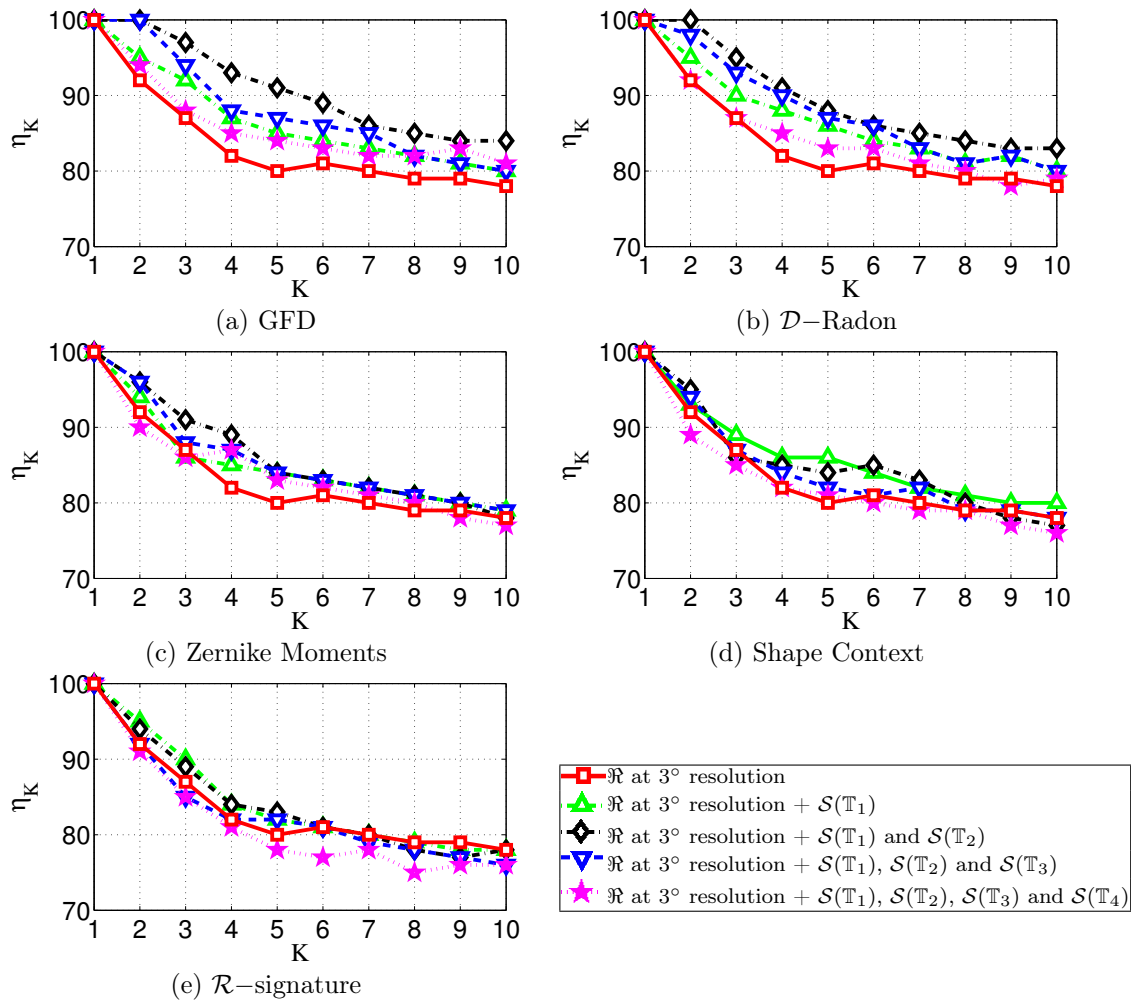 100
90
80
70
η_K
1 2 3 4 5 6 7 8 9 10
K
(a) GFD
100
90
80
70
η_K
1 2 3 4 5 6 7 8 9 10
K
(b) 𝒟−Radon
100
90
80
70
η_K
1 2 3 4 5 6 7 8 9 10
K
(c) Zernike Moments
100
90
80
70
η_K
1 2 3 4 5 6 7 8 9 10
K
(d) Shape Context
100
90
80
70
η_K
1 2 3 4 5 6 7 8 9 10
K
(e) ℛ−signature
ℜ at 3° resolution
ℜ at 3° resolution + 𝒮(𝕋₁)
ℜ at 3° resolution + 𝒮(𝕋₁) and 𝒮(𝕋₂)
ℜ at 3° resolution + 𝒮(𝕋₁), 𝒮(𝕋₂) and 𝒮(𝕋₃)
ℜ at 3° resolution + 𝒮(𝕋₁), 𝒮(𝕋₂), 𝒮(𝕋₃) and 𝒮(𝕋₄)